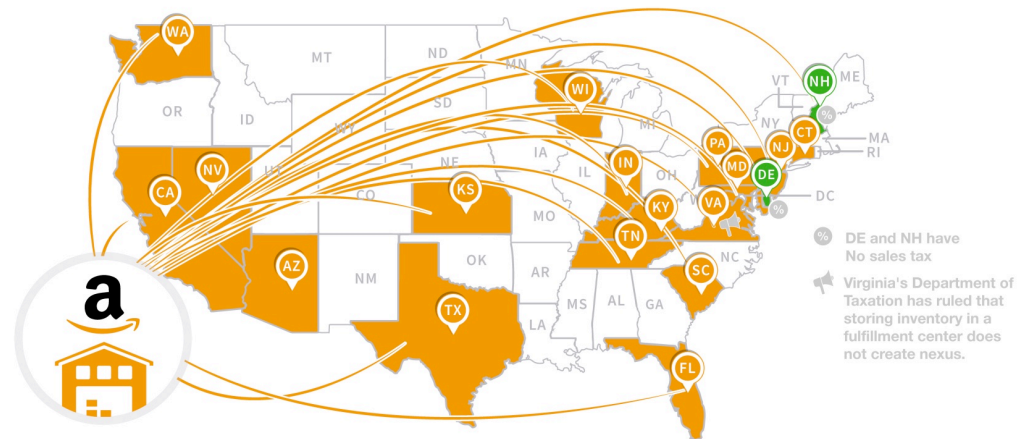 WA
MT
ND
MN
OR
ID
WY
SD
WI
MI
VT
NH
ME
NY
CT
MA
RI
%
NV
CA
UT
CO
NE
KS
IA
IL
IN
OH
PA
MD
NJ
DE
DC
%
MO
KY
VA
TN
NC
SC
AZ
NM
OK
AR
TX
LA
MS
AL
GA
FL
a
% DE and NH have
No sales tax
Virginia's Department of
Taxation has ruled that
storing inventory in a
fulfillment center does
not create nexus.